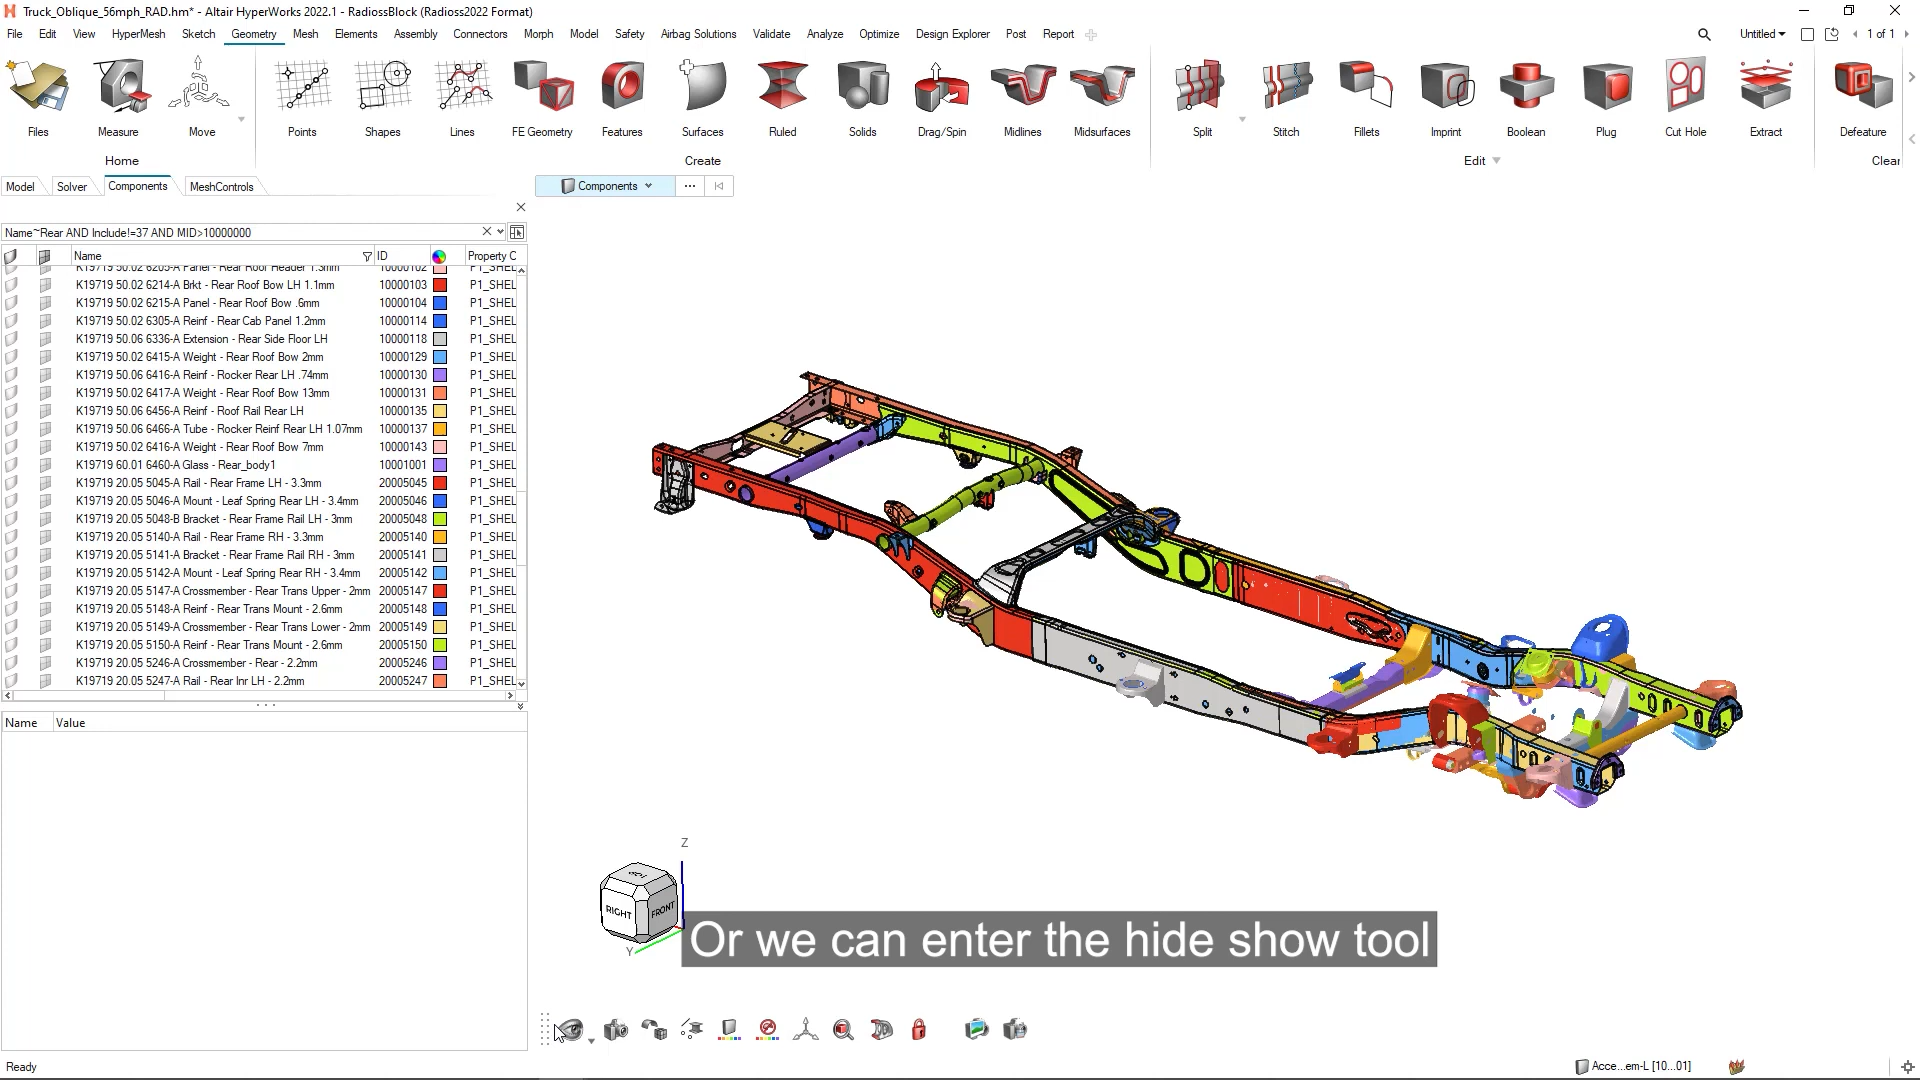 Truck_Oblique_56mph_RAD.hm* - Altair HyperWorks 2022.1 - RadiossBlock (Radioss2022 Format)
File Edit View HyperMesh Sketch Geometry Mesh Elements Assembly Connectors Morph Model Safety Airbag Solutions Validate Analyze Optimize Design Explorer Post Report Untitled 1 of 1
Files Measure Move Points Shapes Lines FE Geometry Features Surfaces Ruled Solids Drag/Spin Midlines Midsurfaces Split Stitch Fillets Imprint Boolean Plug Cut Hole Extract Defeature
Home Create Edit Clear
Model Solver Components MeshControls Components
Name~Rear AND Include!=37 AND MID>10000000
Name ID Property C
K19719 50.02 6205-A Panel - Rear Roof Header 1.3mm 10000102 P1_SHEL
K19719 50.02 6214-A Brkt - Rear Roof Bow LH 1.1mm 10000103 P1_SHEL
K19719 50.02 6215-A Panel - Rear Roof Bow .6mm 10000104 P1_SHEL
K19719 50.02 6305-A Reinf - Rear Cab Panel 1.2mm 10000114 P1_SHEL
K19719 50.06 6336-A Extension - Rear Side Floor LH 10000118 P1_SHEL
K19719 50.02 6415-A Weight - Rear Roof Bow 2mm 10000129 P1_SHEL
K19719 50.06 6416-A Reinf - Rocker Rear LH .74mm 10000130 P1_SHEL
K19719 50.02 6417-A Weight - Rear Roof Bow 13mm 10000131 P1_SHEL
K19719 50.06 6456-A Reinf - Roof Rail Rear LH 10000135 P1_SHEL
K19719 50.06 6466-A Tube - Rocker Reinf Rear LH 1.07mm 10000137 P1_SHEL
K19719 50.02 6416-A Weight - Rear Roof Bow 7mm 10000143 P1_SHEL
K19719 60.01 6460-A Glass - Rear_body1 10001001 P1_SHEL
K19719 20.05 5045-A Rail - Rear Frame LH - 3.3mm 20005045 P1_SHEL
K19719 20.05 5046-A Mount - Leaf Spring Rear LH - 3.4mm 20005046 P1_SHEL
K19719 20.05 5048-B Bracket - Rear Frame Rail LH - 3mm 20005048 P1_SHEL
K19719 20.05 5140-A Rail - Rear Frame RH - 3.3mm 20005140 P1_SHEL
K19719 20.05 5141-A Bracket - Rear Frame Rail RH - 3mm 20005141 P1_SHEL
K19719 20.05 5142-A Mount - Leaf Spring Rear RH - 3.4mm 20005142 P1_SHEL
K19719 20.05 5147-A Crossmember - Rear Trans Upper - 2mm 20005147 P1_SHEL
K19719 20.05 5148-A Reinf - Rear Trans Mount - 2.6mm 20005148 P1_SHEL
K19719 20.05 5149-A Crossmember - Rear Trans Lower - 2mm 20005149 P1_SHEL
K19719 20.05 5150-A Reinf - Rear Trans Mount - 2.6mm 20005150 P1_SHEL
K19719 20.05 5246-A Crossmember - Rear - 2.2mm 20005246 P1_SHEL
K19719 20.05 5247-A Rail - Rear Inr LH - 2.2mm 20005247 P1_SHEL
Name Value
Z
RIGHT FRONT
Y
Or we can enter the hide show tool
Ready Acce...em-L [10...01]